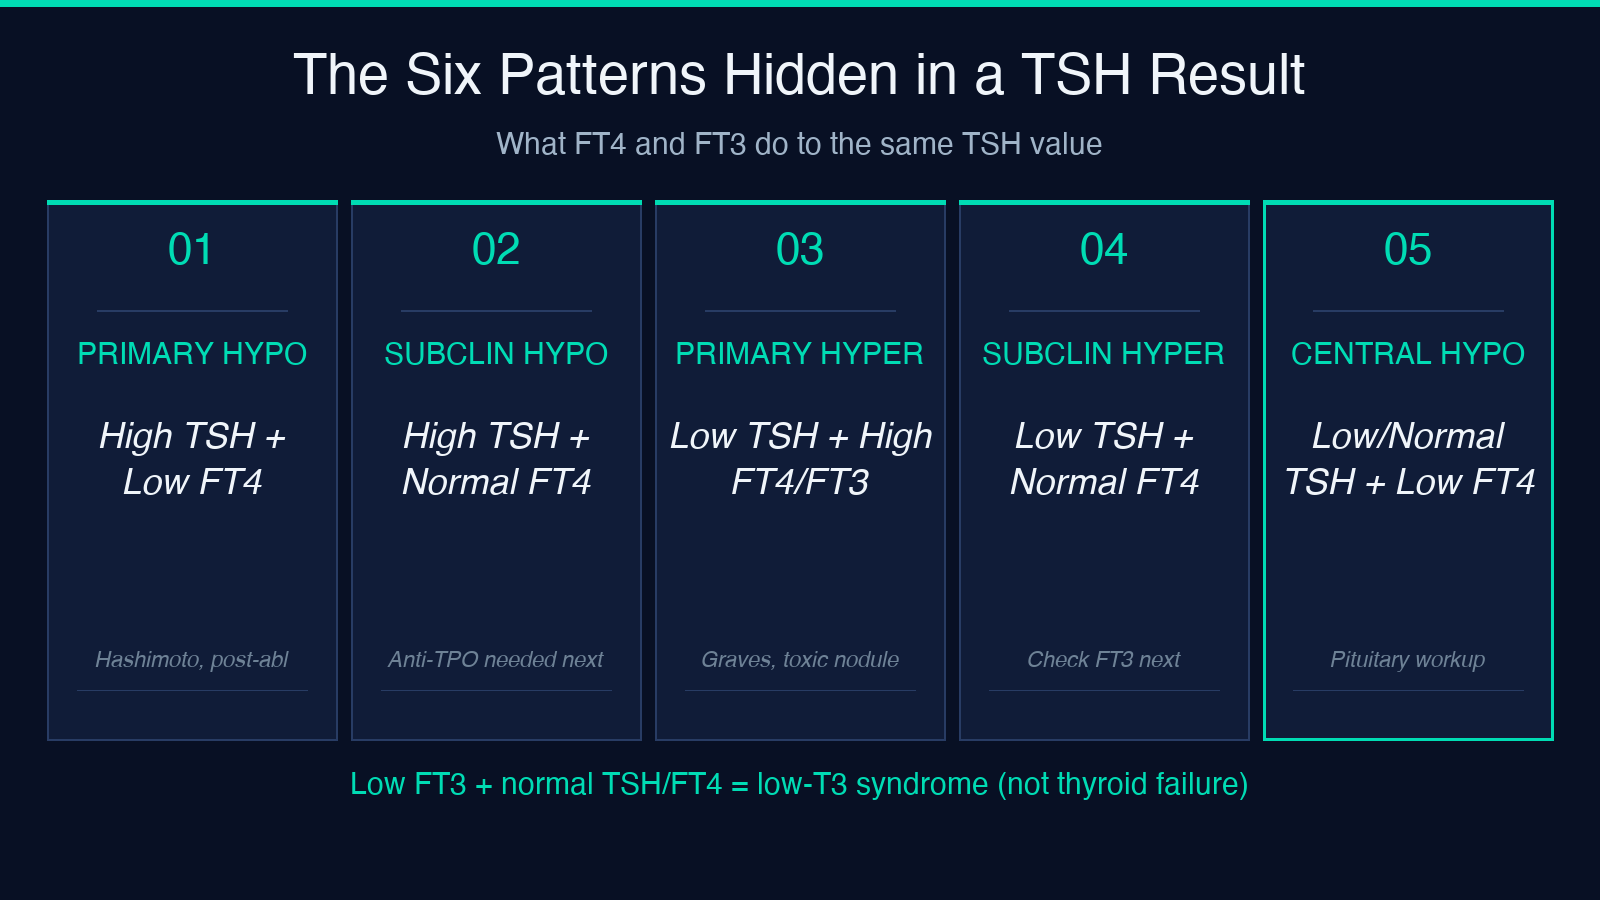 The Six Patterns Hidden in a TSH Result
What FT4 and FT3 do to the same TSH value
01
PRIMARY HYPO
High TSH +
Low FT4
Hashimoto, post-abl
02
SUBCLIN HYPO
High TSH +
Normal FT4
Anti-TPO needed next
03
PRIMARY HYPER
Low TSH + High
FT4/FT3
Graves, toxic nodule
04
SUBCLIN HYPER
Low TSH +
Normal FT4
Check FT3 next
05
CENTRAL HYPO
Low/Normal
TSH + Low FT4
Pituitary workup
Low FT3 + normal TSH/FT4 = low-T3 syndrome (not thyroid failure)